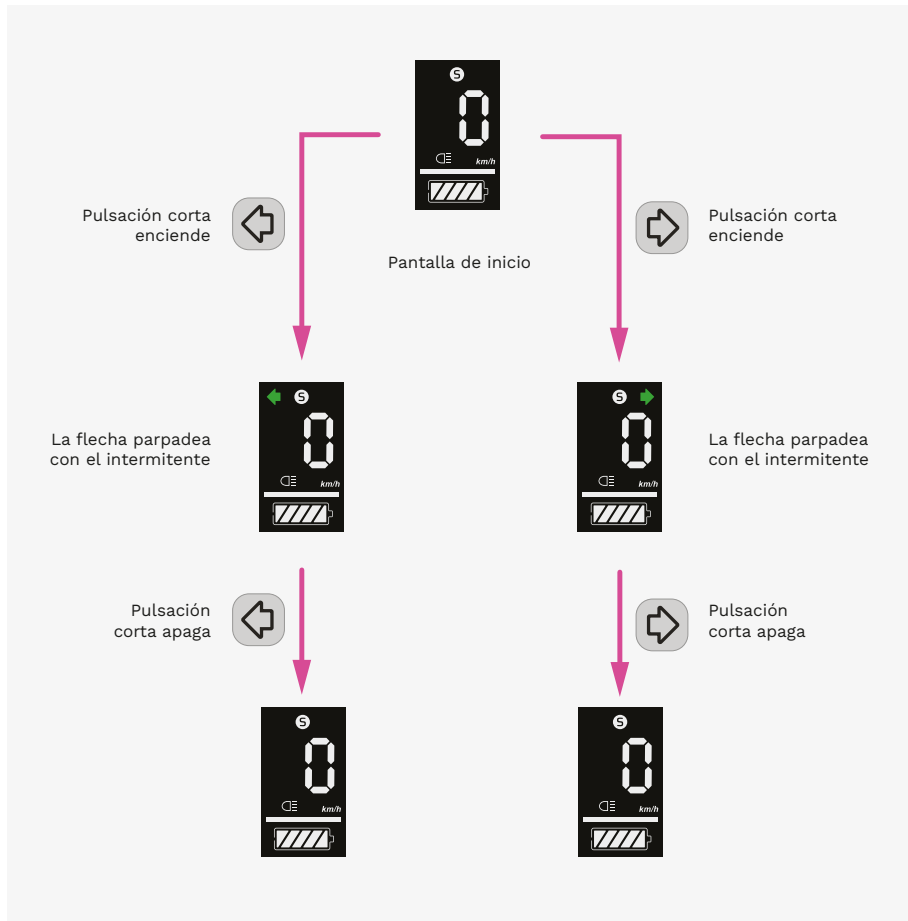 S
0
km/h
Pulsación corta
enciende
Pulsación corta
enciende
Pantalla de inicio
S
0
km/h
S
0
km/h
La flecha parpadea
con el intermitente
La flecha parpadea
con el intermitente
Pulsación
corta apaga
Pulsación
corta apaga
S
0
km/h
S
0
km/h